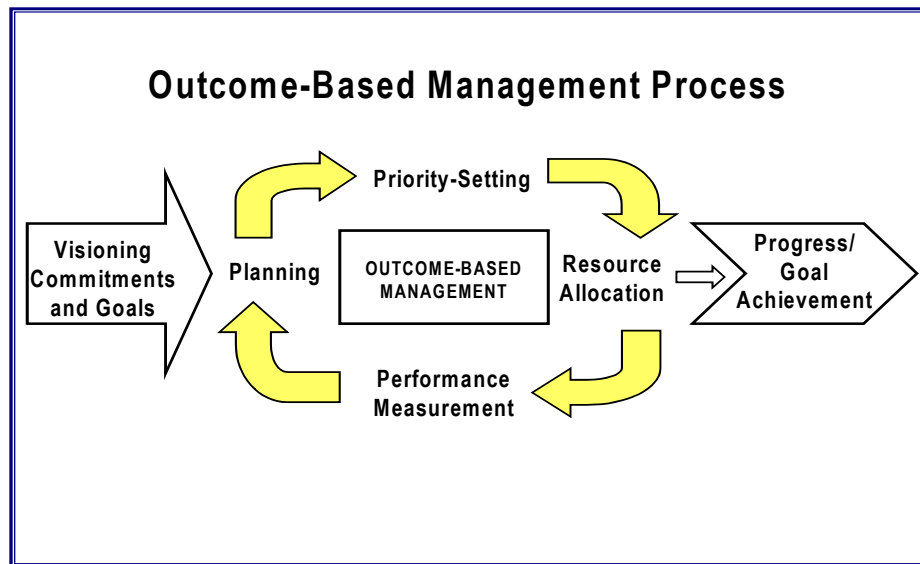 Outcome-Based Management Process
Priority-Setting
Visioning
Commitments
and Goals
Planning
OUTCOME-BASED
MANAGEMENT
Resource
Allocation
Progress/
Goal
Achievement
Performance
Measurement